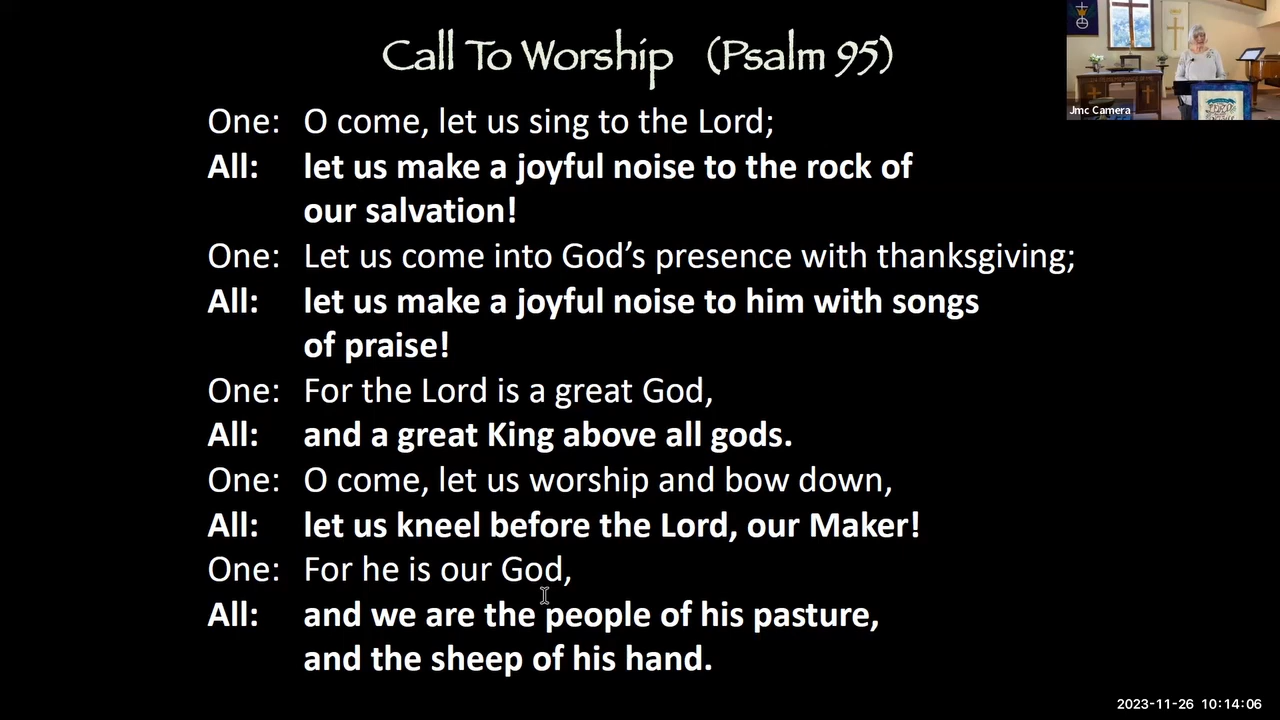 Call To Worship (Psalm 95)
Jmc Camera
One: O come, let us sing to the Lord;
All: let us make a joyful noise to the rock of
our salvation!
One: Let us come into God’s presence with thanksgiving;
All: let us make a joyful noise to him with songs
of praise!
One: For the Lord is a great God,
All: and a great King above all gods.
One: O come, let us worship and bow down,
All: let us kneel before the Lord, our Maker!
One: For he is our God,
All: and we are the people of his pasture,
and the sheep of his hand.
2023-11-26 10:14:06